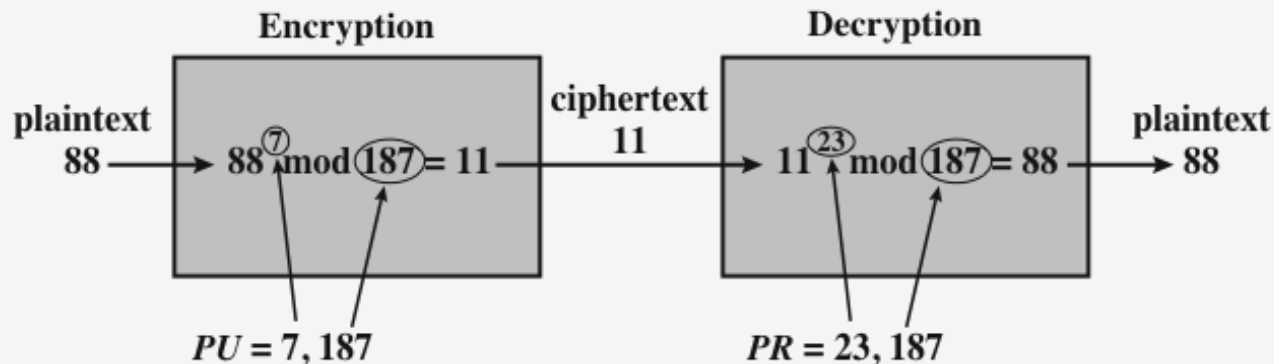 Encryption
Decryption
plaintext
88
88^7 mod 187 = 11
ciphertext
11
11^23 mod 187 = 88
plaintext
88
PU = 7, 187
PR = 23, 187